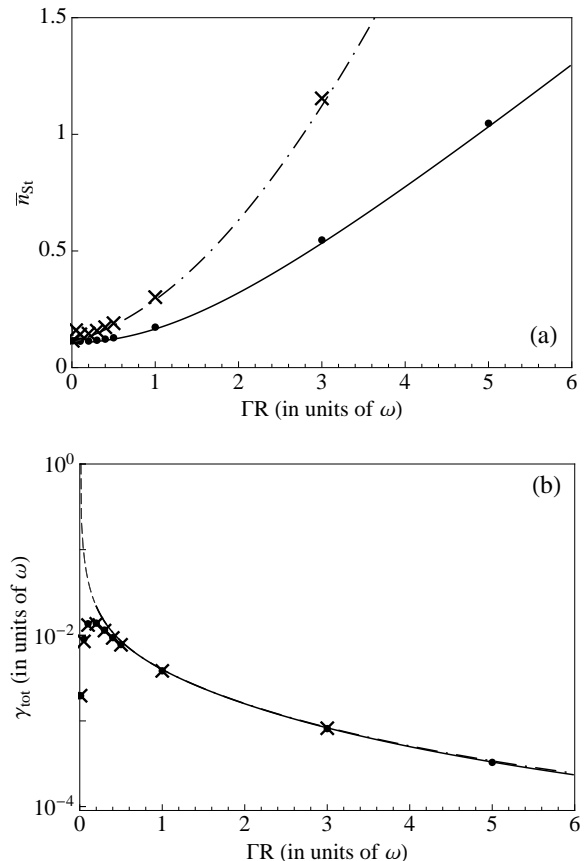 1.5
1
n̄St
0.5
0
(a)
0 1 2 3 4 5 6
ΓR (in units of ω)
10⁰
(b)
γtot (in units of ω)
10⁻²
10⁻⁴
0 1 2 3 4 5 6
ΓR (in units of ω)